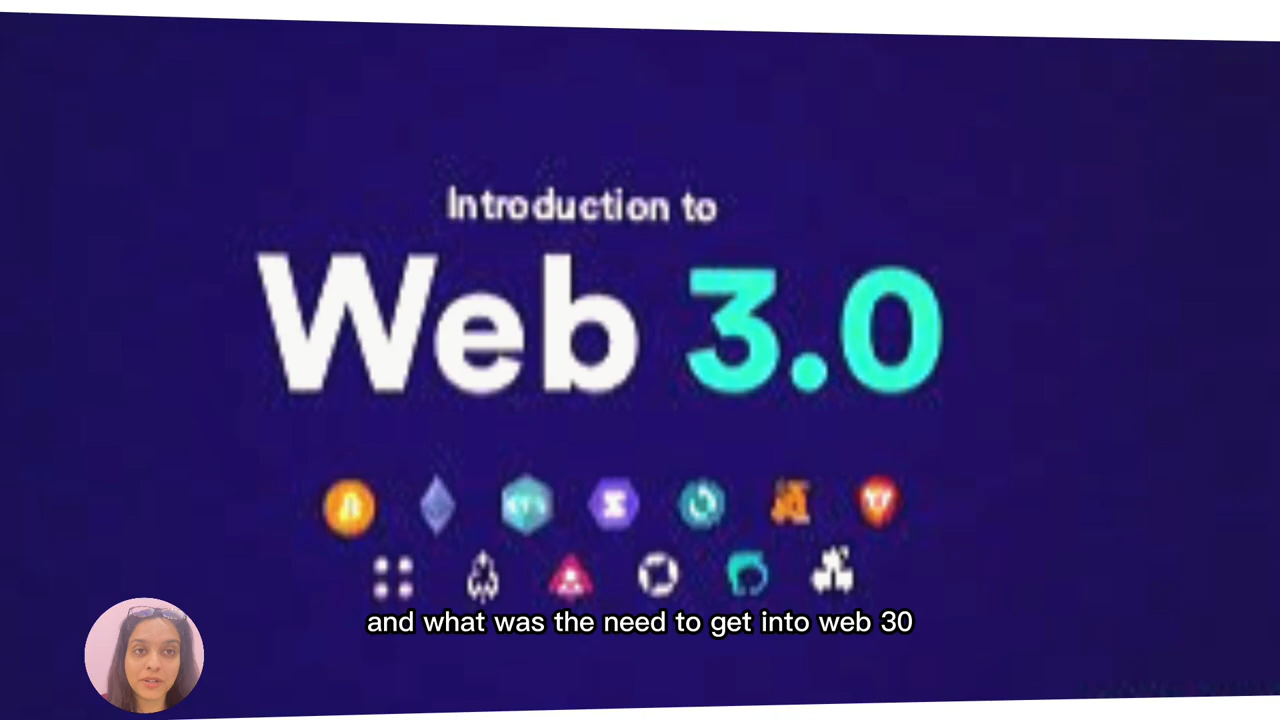 Introduction to
Web 3.0
and what was the need to get into web 30